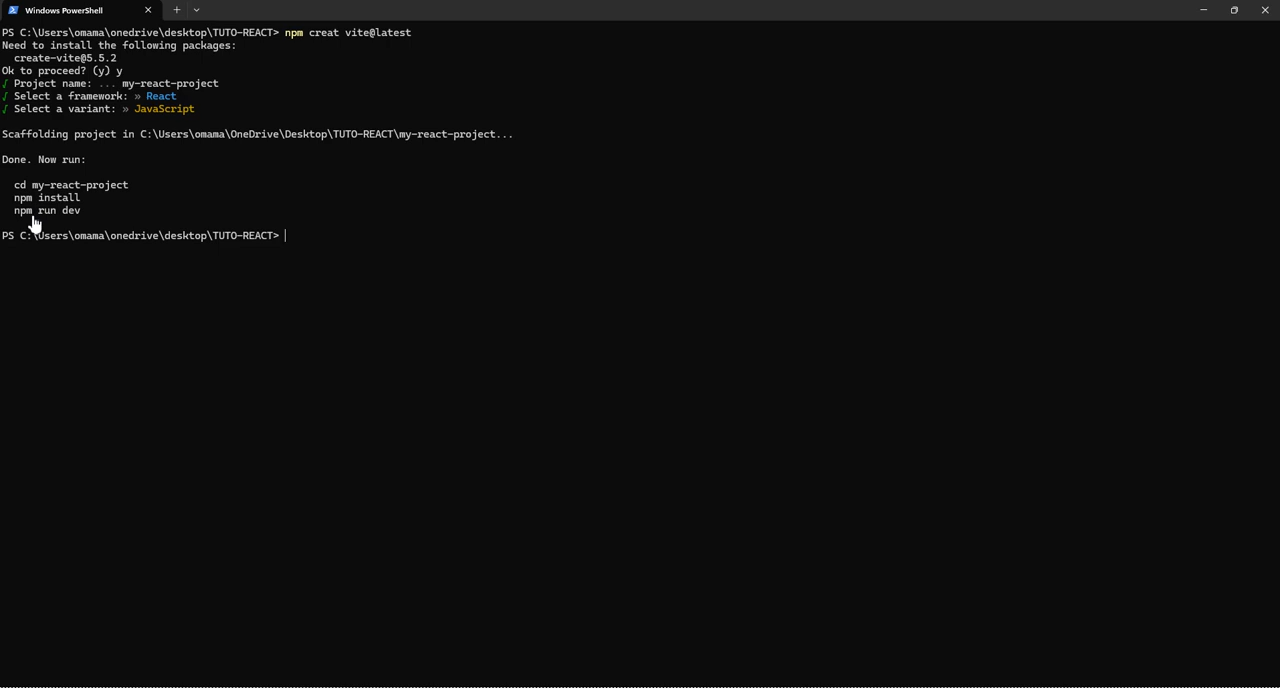 Windows PowerShell
PS C:\Users\omama\onedrive\desktop\TUTO-REACT> npm creat vite@latest
Need to install the following packages:
  create-vite@5.5.2
Ok to proceed? (y) y
√ Project name: ... my-react-project
√ Select a framework: » React
√ Select a variant: » JavaScript
Scaffolding project in C:\Users\omama\OneDrive\Desktop\TUTO-REACT\my-react-project...
Done. Now run:
  cd my-react-project
  npm install
  npm run dev
PS C:\Users\omama\onedrive\desktop\TUTO-REACT>